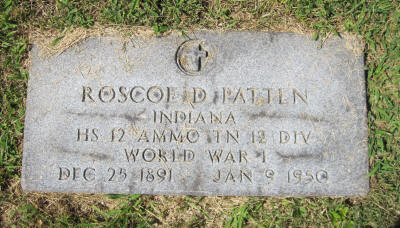 ROSCOE D PATTEN
INDIANA
HS 12 AMMO TN 12 DIV
WORLD WAR I
DEC 25 1891 JAN 9 1950